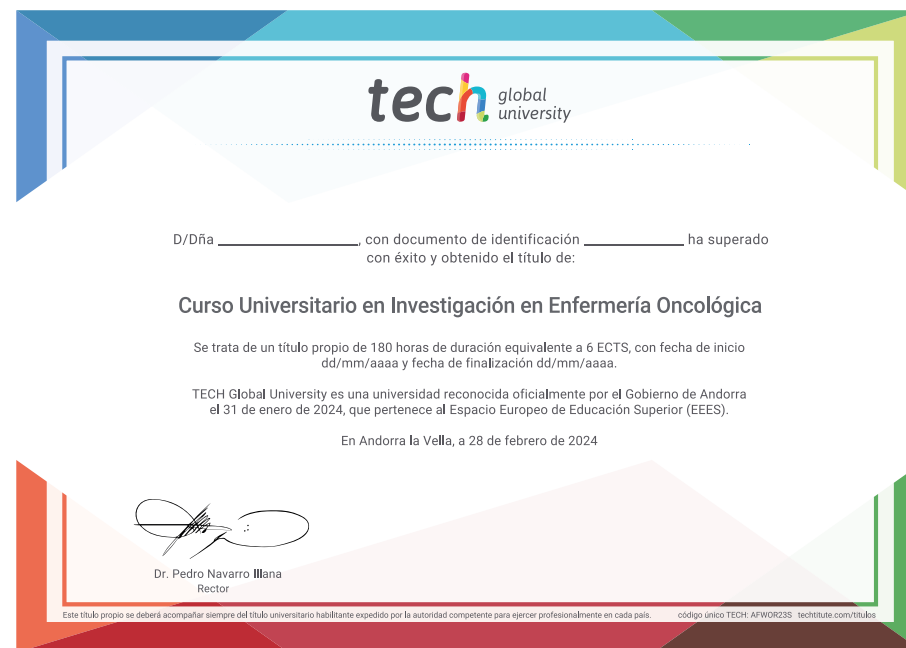 tech global university
D/Dña ____________________, con documento de identificación ______________ ha superado
con éxito y obtenido el título de:
Curso Universitario en Investigación en Enfermería Oncológica
Se trata de un título propio de 180 horas de duración equivalente a 6 ECTS, con fecha de inicio
dd/mm/aaaa y fecha de finalización dd/mm/aaaa.
TECH Global University es una universidad reconocida oficialmente por el Gobierno de Andorra
el 31 de enero de 2024, que pertenece al Espacio Europeo de Educación Superior (EEES).
En Andorra la Vella, a 28 de febrero de 2024
Dr. Pedro Navarro Illana
Rector
Este título propio se deberá acompañar siempre del título universitario habilitante expedido por la autoridad competente para ejercer profesionalmente en cada país. código único TECH: AFWOR23S techtitute.com/titulos